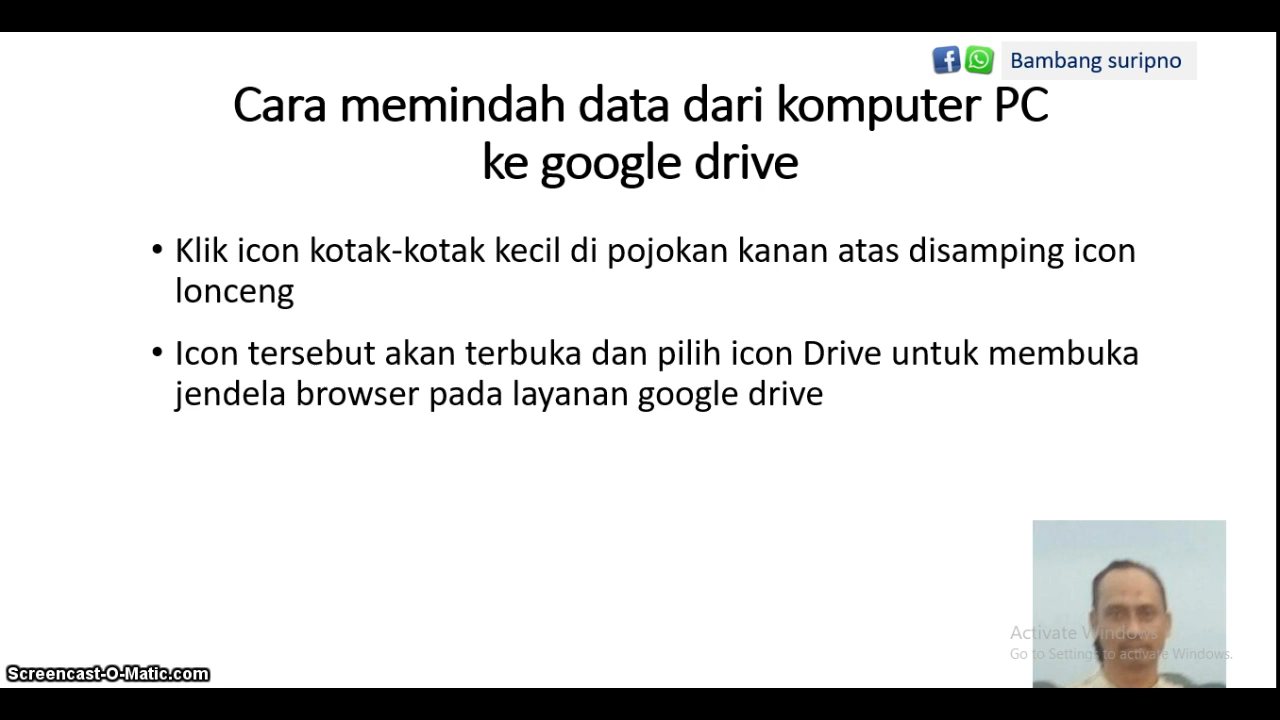 Bambang suripno
Cara memindah data dari komputer PC
ke google drive
• Klik icon kotak-kotak kecil di pojokan kanan atas disamping icon
lonceng
• Icon tersebut akan terbuka dan pilih icon Drive untuk membuka
jendela browser pada layanan google drive
Activate Windows
Go to Settings to activate Windows.
Screencast-O-Matic.com